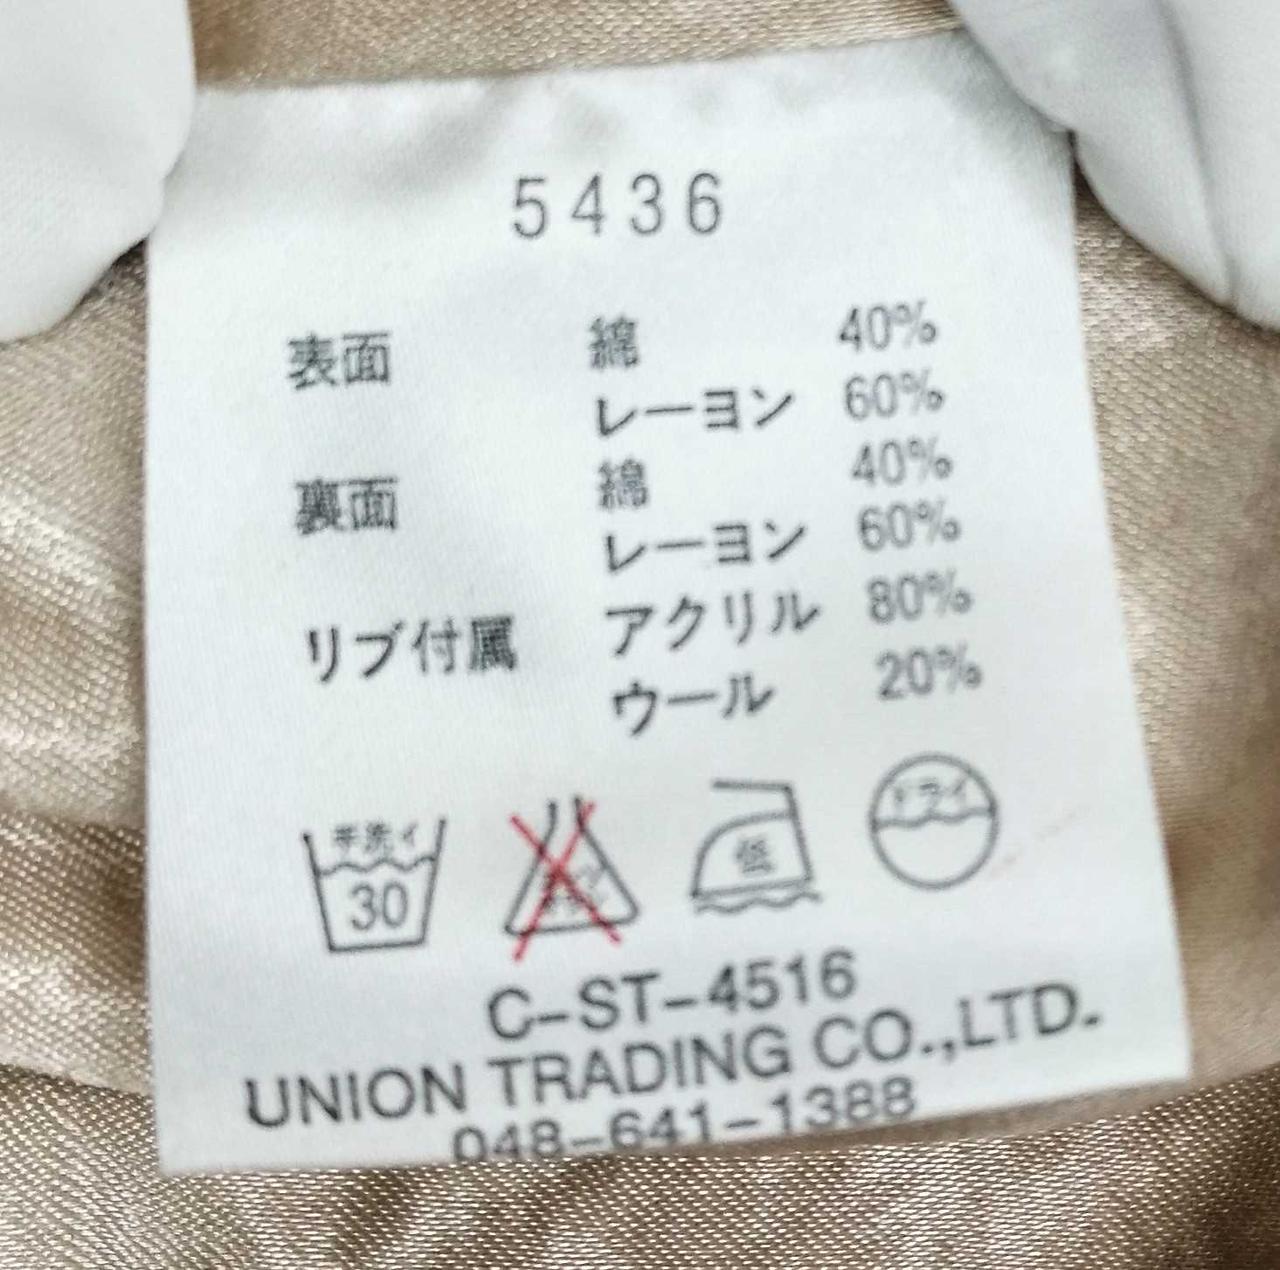 5436
表面 綿 40%
レーヨン 60%
裏面 綿 40%
レーヨン 60%
リブ付属 アクリル 80%
ウール 20%
手洗イ 30 低 ドライ
C-ST-4516
UNION TRADING CO.,LTD.
048-641-1388